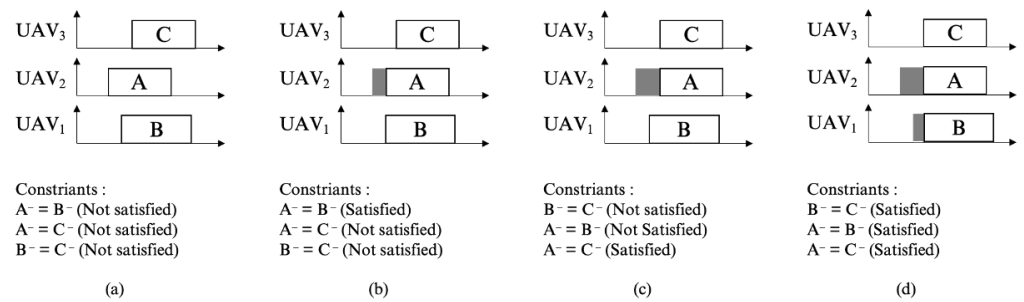 UAV₃ C
UAV₂ A
UAV₁ B
Constriants :
A⁻ = B⁻ (Not satisfied)
A⁻ = C⁻ (Not satisfied)
B⁻ = C⁻ (Not satisfied)
(a)
UAV₃ C
UAV₂ A
UAV₁ B
Constriants :
A⁻ = B⁻ (Satisfied)
A⁻ = C⁻ (Not satisfied)
B⁻ = C⁻ (Not satisfied)
(b)
UAV₃ C
UAV₂ A
UAV₁ B
Constriants :
B⁻ = C⁻ (Not satisfied)
A⁻ = B⁻ (Not Satisfied)
A⁻ = C⁻ (Satisfied)
(c)
UAV₃ C
UAV₂ A
UAV₁ B
Constriants :
B⁻ = C⁻ (Satisfied)
A⁻ = B⁻ (Satisfied)
A⁻ = C⁻ (Satisfied)
(d)